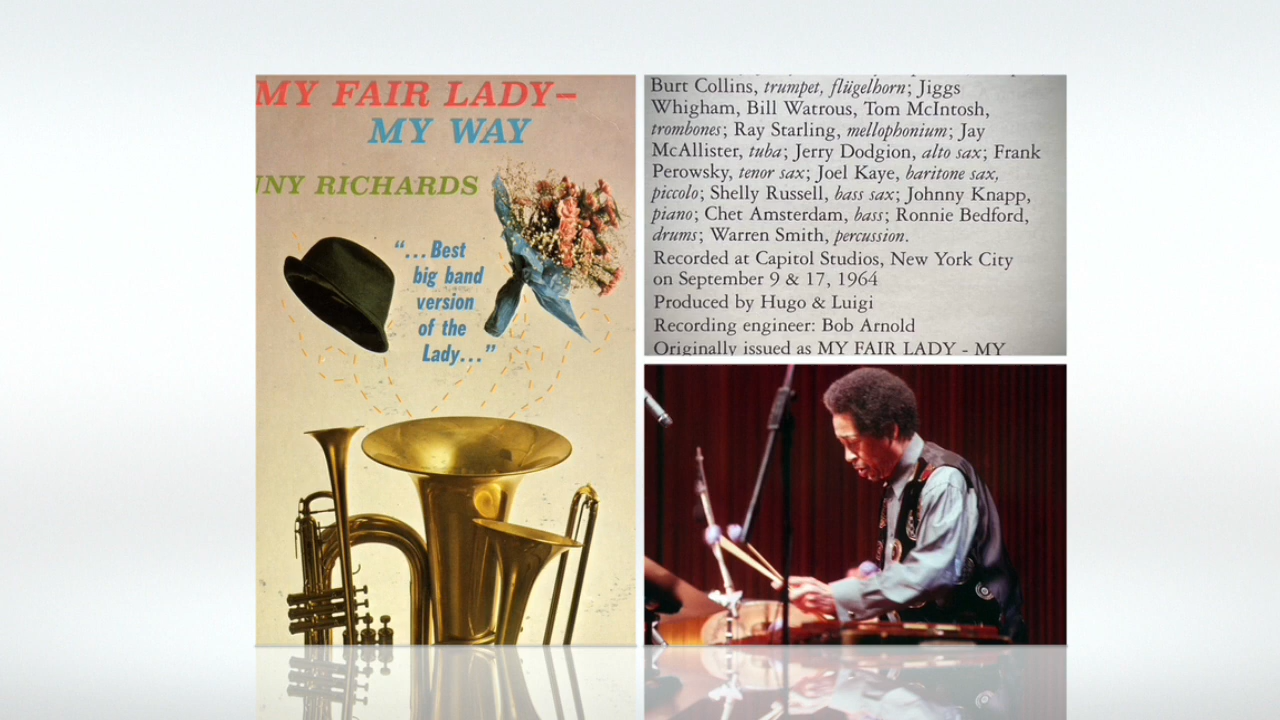 MY FAIR LADY–
MY WAY
NNY RICHARDS
“...Best
big band
version
of the
Lady...”
Burt Collins, trumpet, flügelhorn; Jiggs
Whigham, Bill Watrous, Tom McIntosh,
trombones; Ray Starling, mellophonium; Jay
McAllister, tuba; Jerry Dodgion, alto sax; Frank
Perowsky, tenor sax; Joel Kaye, baritone sax,
piccolo; Shelly Russell, bass sax; Johnny Knapp,
piano; Chet Amsterdam, bass; Ronnie Bedford,
drums; Warren Smith, percussion.
Recorded at Capitol Studios, New York City
on September 9 & 17, 1964
Produced by Hugo & Luigi
Recording engineer: Bob Arnold
Originally issued as MY FAIR LADY - MY